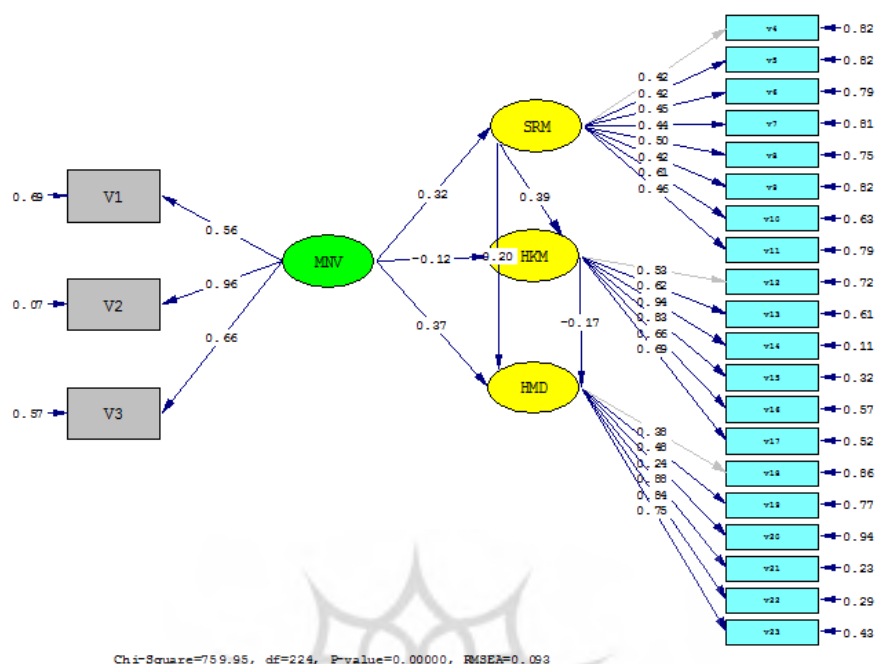 v4
0.82
v5
0.82
v6
0.79
v7
0.81
v8
0.75
v9
0.82
v10
0.63
v11
0.79
v12
0.72
v13
0.61
v14
0.11
v15
0.32
v16
0.57
v17
0.52
v18
0.86
v19
0.77
v20
0.94
v21
0.23
v22
0.29
v23
0.43
0.42
0.42
0.45
0.44
0.50
0.42
0.61
0.46
SRM
0.32
0.39
0.69
V1
0.56
MNV
-0.12
0.20
HKM
0.53
0.62
0.94
0.83
0.66
0.69
0.07
V2
0.96
0.66
0.37
-0.17
0.57
V3
HMD
0.38
0.48
0.24
0.88
0.84
0.75
Chi-Square=759.95, df=224, P-value=0.00000, RMSEA=0.093